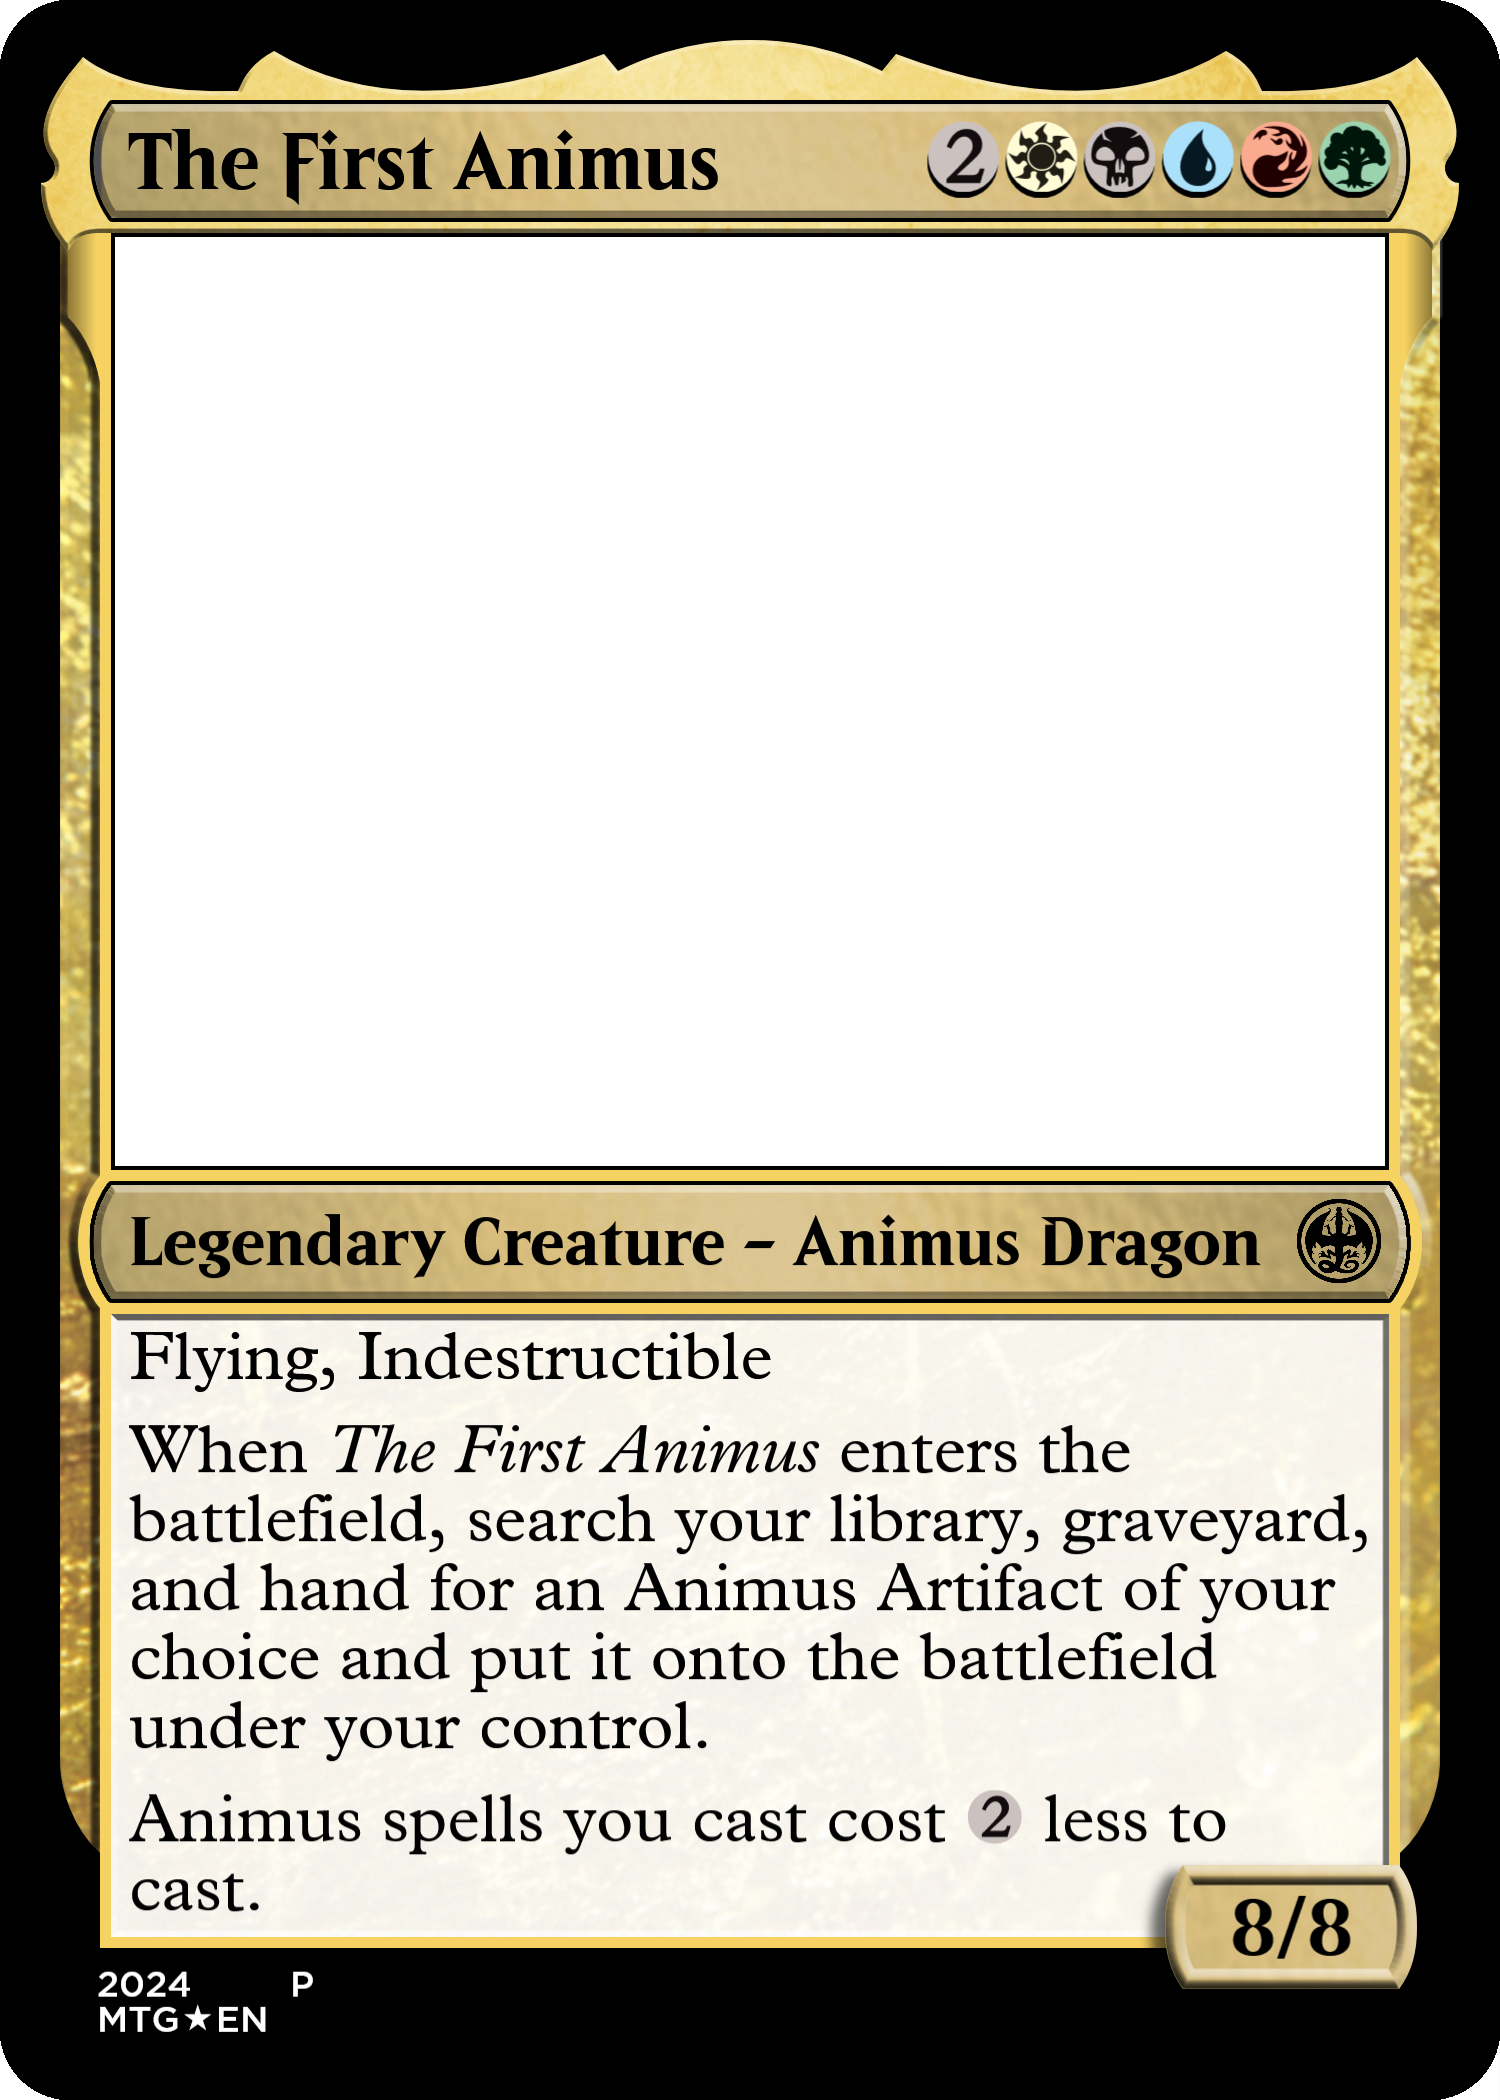 The First Animus 2
Legendary Creature – Animus Dragon
Flying, Indestructible
When The First Animus enters the
battlefield, search your library, graveyard,
and hand for an Animus Artifact of your
choice and put it onto the battlefield
under your control.
Animus spells you cast cost 2 less to
cast.
8/8
2024 P
MTG★EN